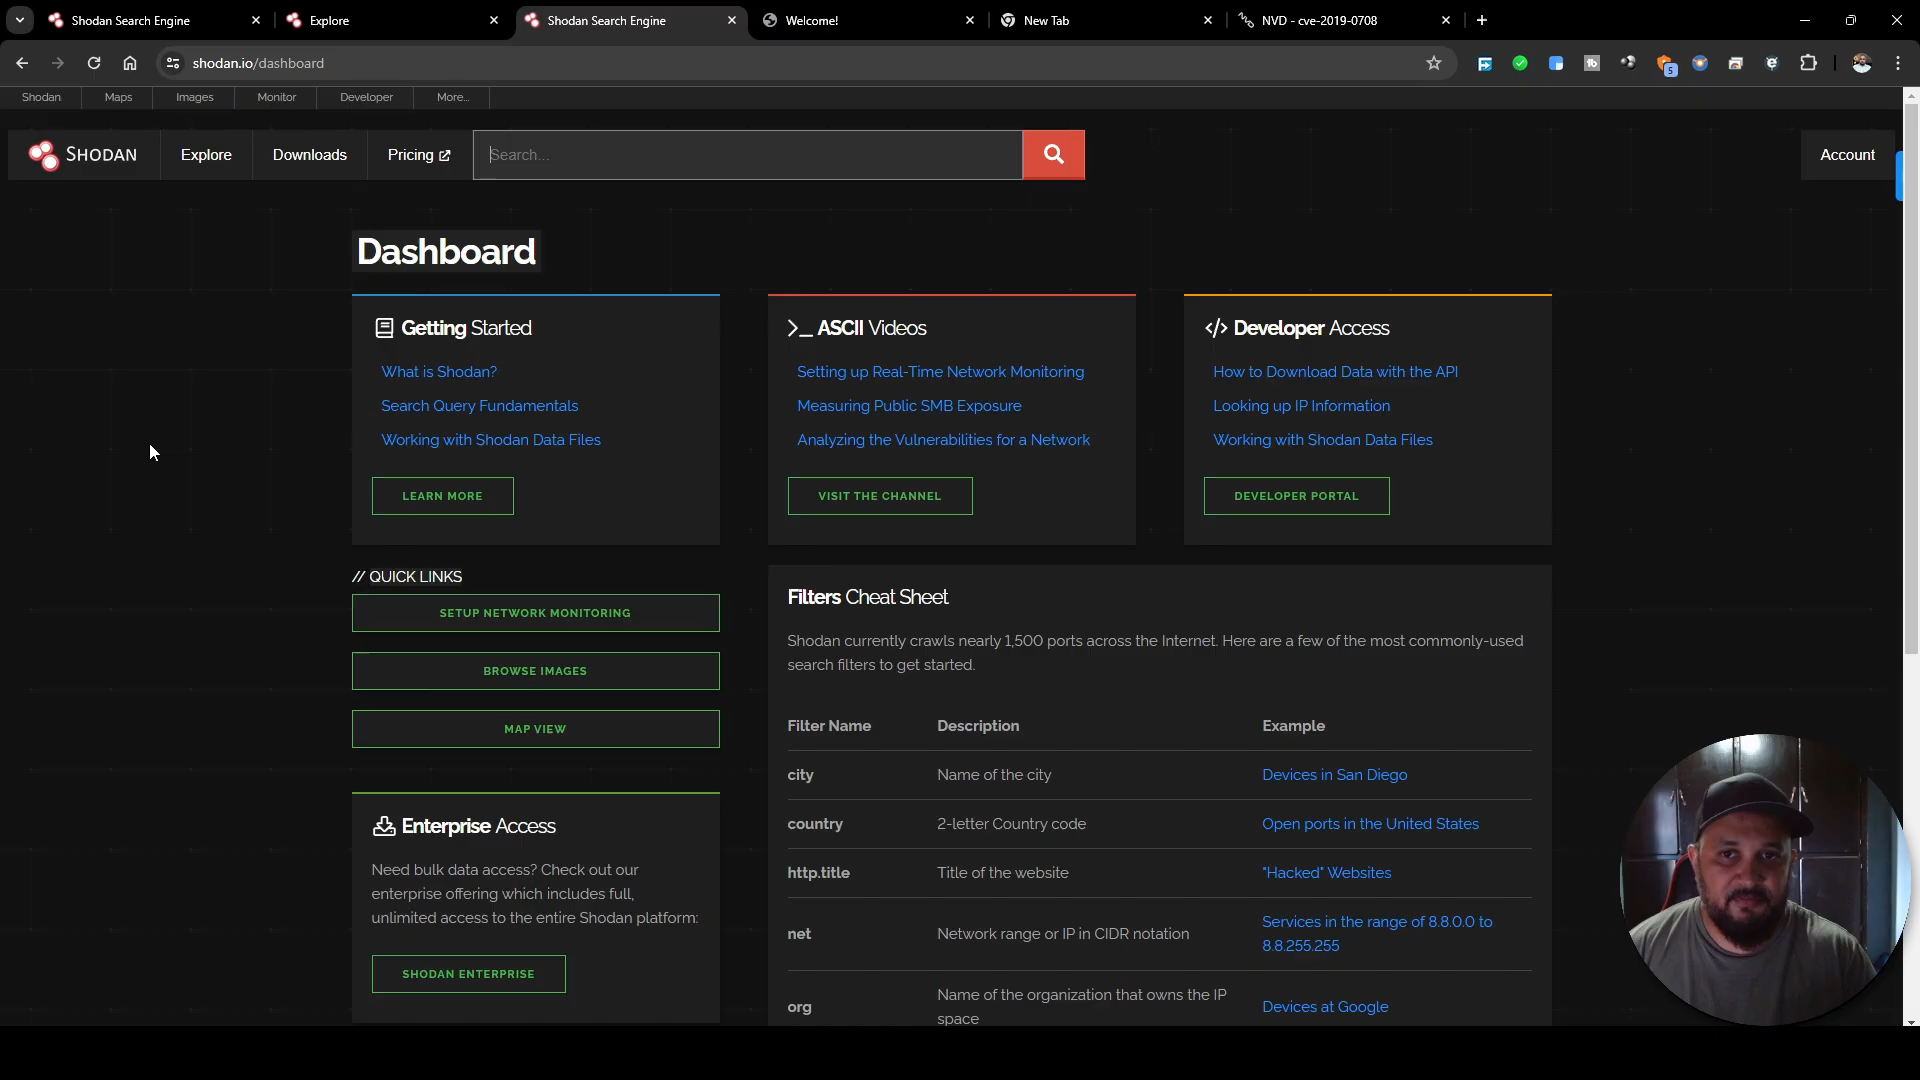 Shodan Search Engine
Explore
Shodan Search Engine
Welcome!
New Tab
NVD - cve-2019-0708
shodan.io/dashboard
5
Shodan Maps Images Monitor Developer More...
SHODAN Explore Downloads Pricing Search... Account
Dashboard
Getting Started
What is Shodan?
Search Query Fundamentals
Working with Shodan Data Files
LEARN MORE
>_ ASCII Videos
Setting up Real-Time Network Monitoring
Measuring Public SMB Exposure
Analyzing the Vulnerabilities for a Network
VISIT THE CHANNEL
</> Developer Access
How to Download Data with the API
Looking up IP Information
Working with Shodan Data Files
DEVELOPER PORTAL
// QUICK LINKS
SETUP NETWORK MONITORING
BROWSE IMAGES
MAP VIEW
Enterprise Access
Need bulk data access? Check out our
enterprise offering which includes full,
unlimited access to the entire Shodan platform:
SHODAN ENTERPRISE
Filters Cheat Sheet
Shodan currently crawls nearly 1,500 ports across the Internet. Here are a few of the most commonly-used
search filters to get started.
Filter Name Description Example
city Name of the city Devices in San Diego
country 2-letter Country code Open ports in the United States
http.title Title of the website "Hacked" Websites
net Network range or IP in CIDR notation Services in the range of 8.8.0.0 to
8.8.255.255
org Name of the organization that owns the IP
space Devices at Google